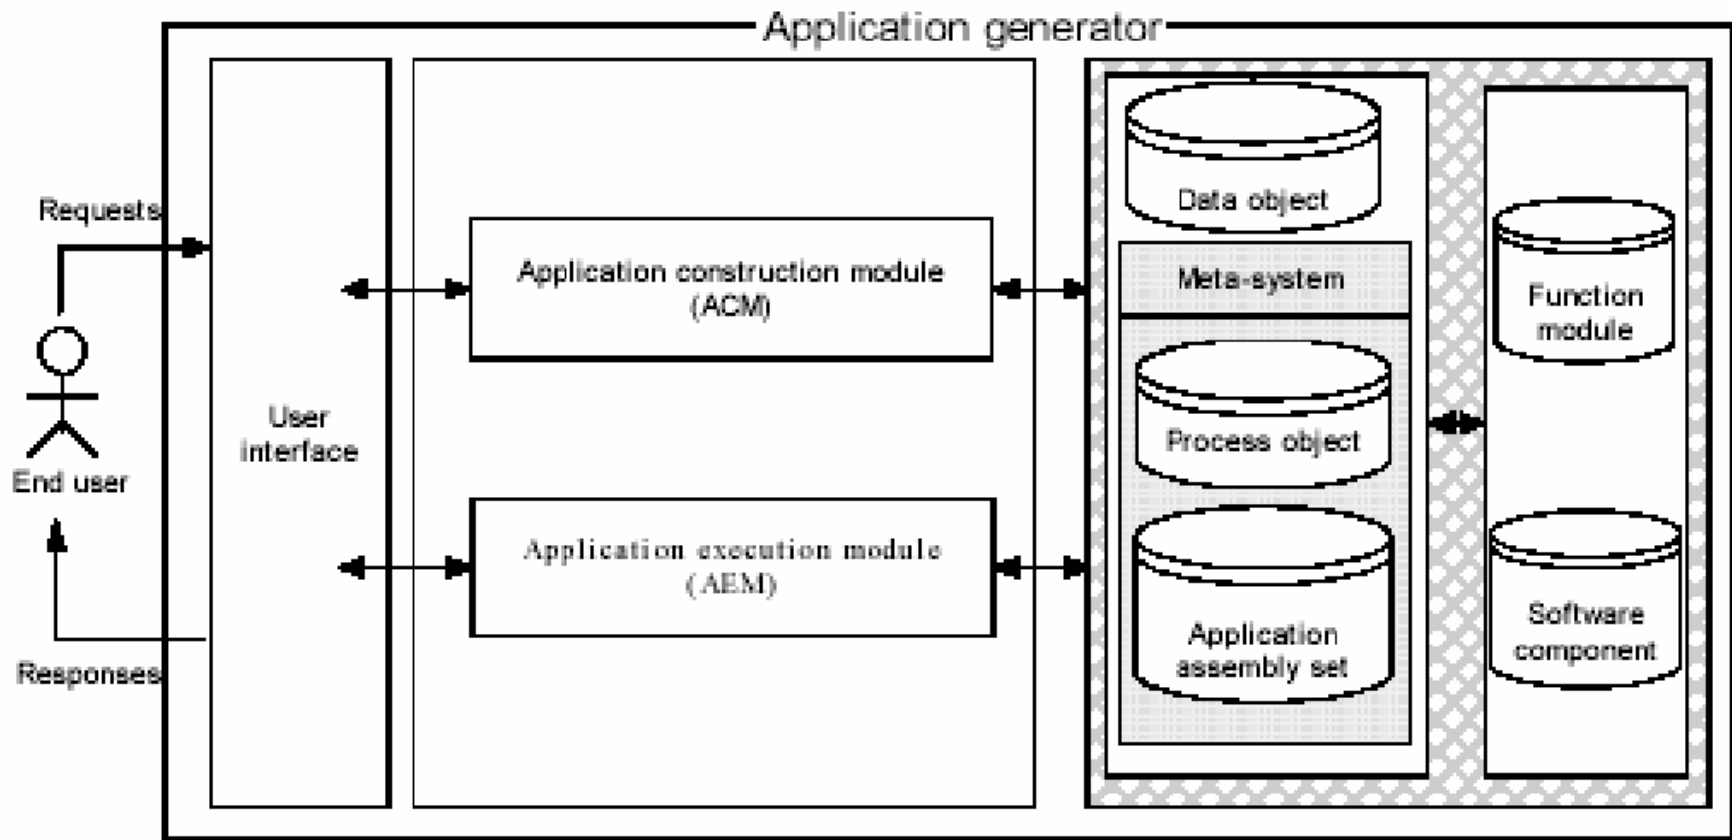 Application generator
Requests
End user
Responses
User
interface
Application construction module
(ACM)
Application execution module
(AEM)
Data object
Meta-system
Process object
Application
assembly set
Function
module
Software
component